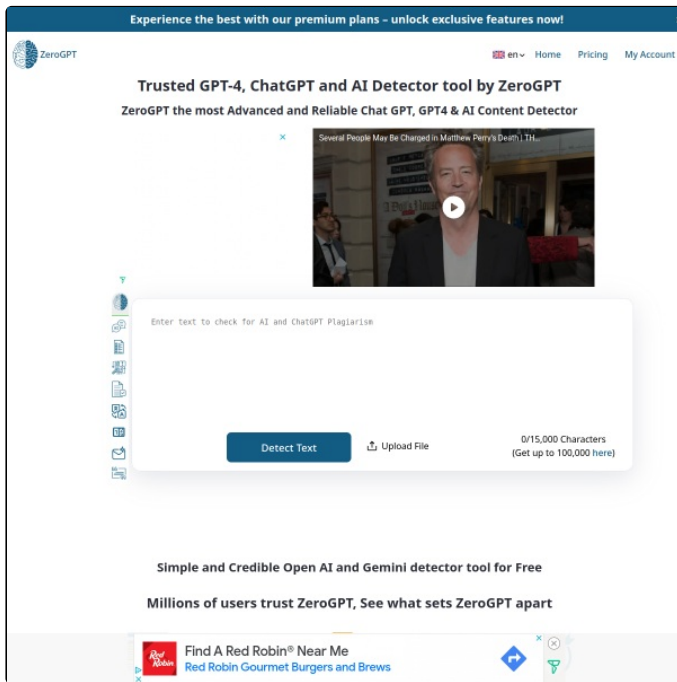 Experience the best with our premium plans – unlock exclusive features now!
ZeroGPT
en
Home
Pricing
My Account
Trusted GPT-4, ChatGPT and AI Detector tool by ZeroGPT
ZeroGPT the most Advanced and Reliable Chat GPT, GPT4 & AI Content Detector
Several People May Be Charged in Matthew Perry's Death | TH...
Enter text to check for AI and ChatGPT Plagiarism
Detect Text
Upload File
0/15,000 Characters
(Get up to 100,000 here)
Simple and Credible Open AI and Gemini detector tool for Free
Millions of users trust ZeroGPT, See what sets ZeroGPT apart
Red
Robin
Find A Red Robin® Near Me
Red Robin Gourmet Burgers and Brews